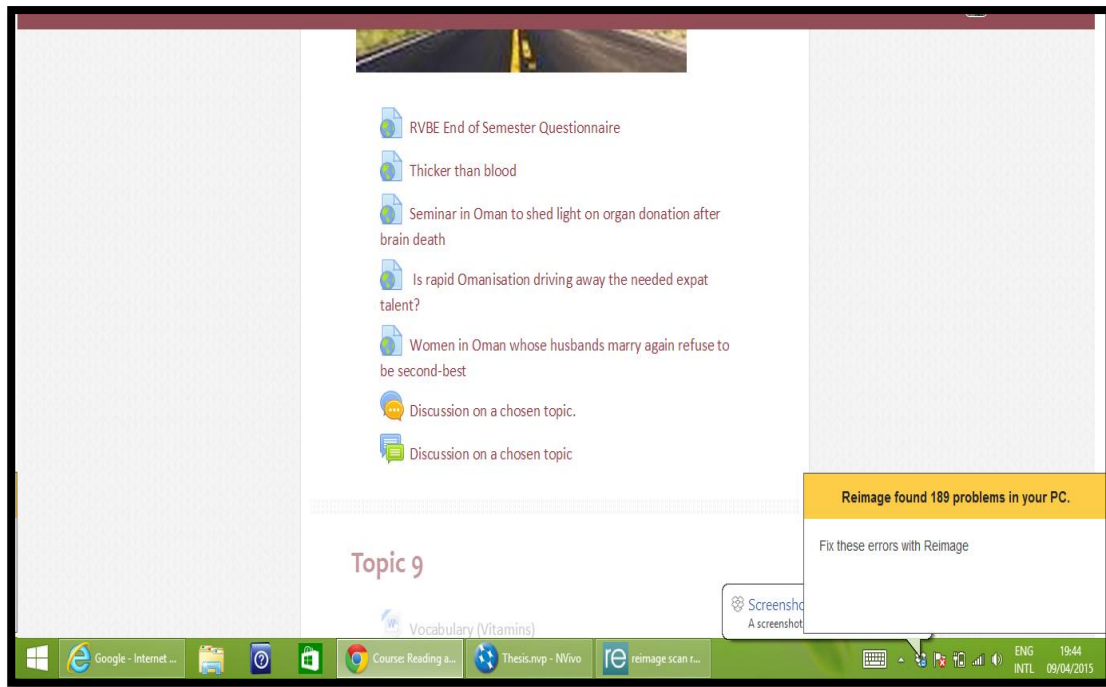 RVBE End of Semester Questionnaire
Thicker than blood
Seminar in Oman to shed light on organ donation after
brain death
Is rapid Omanisation driving away the needed expat
talent?
Women in Oman whose husbands marry again refuse to
be second-best
Discussion on a chosen topic.
Discussion on a chosen topic
Reimage found 189 problems in your PC.
Fix these errors with Reimage
Topic 9
Screensho
A screenshot
Vocabulary (Vitamins)
Google - Internet ...
Course: Reading a...
Thesis.nvp - NVivo
re
reimage scan r...
ENG
INTL
19:44
09/04/2015